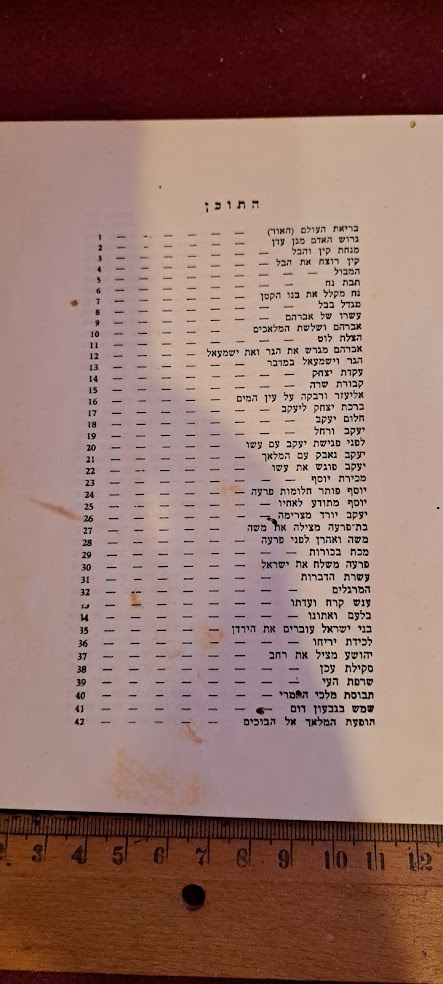 התוכן
בריאת העולם (האור) — — — — — — 1
גרוש האדם מגן עדן — — — — — — 2
מנחת קין והבל — — — — — — 3
קין רוצח את הבל — — — — — — 4
המבול — — — — — — — 5
תבת נח — — — — — — — 6
נח מקלל את בנו הקטן — — — — — 7
מגדל בבל — — — — — — — 8
עשרו של אברהם — — — — — — 9
אברהם ושלשת המלאכים — — — — — 10
הצלת לוט — — — — — — — 11
אברהם מגרש את הגר ואת ישמעאל — — — — 12
הגר וישמעאל במדבר — — — — — 13
עקדת יצחק — — — — — — 14
קבורת שרה — — — — — — 15
אליעזר ורבקה על עין המים — — — — 16
ברכת יצחק ליעקב — — — — — — 17
חלום יעקב — — — — — — 18
יעקב ורחל — — — — — — 19
לפני פגישת יעקב עם עשו — — — — 20
יעקב נאבק עם המלאך — — — — — 21
יעקב פוגש את עשו — — — — — 22
מכירת יוסף — — — — — — — 23
יוסף פותר חלומות פרעה — — — — — 24
יוסף מתודע לאחיו — — — — — — 25
יעקב יורד מצרימה — — — — — — 26
בת־פרעה מצילה את משה — — — — — 27
משה ואהרן לפני פרעה — — — — — 28
מכת בכורות — — — — — — — 29
פרעה משלח את ישראל — — — — — 30
עשרת הדברות — — — — — — 31
המרגלים — — — — — — — 32
ענש קרח ועדתו — — — — — — 33
בלעם ואתונו — — — — — — — 34
בני ישראל עוברים את הירדן — — — — 35
לכידת יריחו — — — — — — — 36
יהושע מציל את רחב — — — — — 37
סקילת עכן — — — — — — — 38
שרפת העי — — — — — — — 39
תבוסת מלכי האמרי — — — — — 40
שמש בגבעון דום — — — — — — 41
הופעת המלאך אל הבוכים — — — — 42
2 3 4 5 6 7 8 9 10 11 12